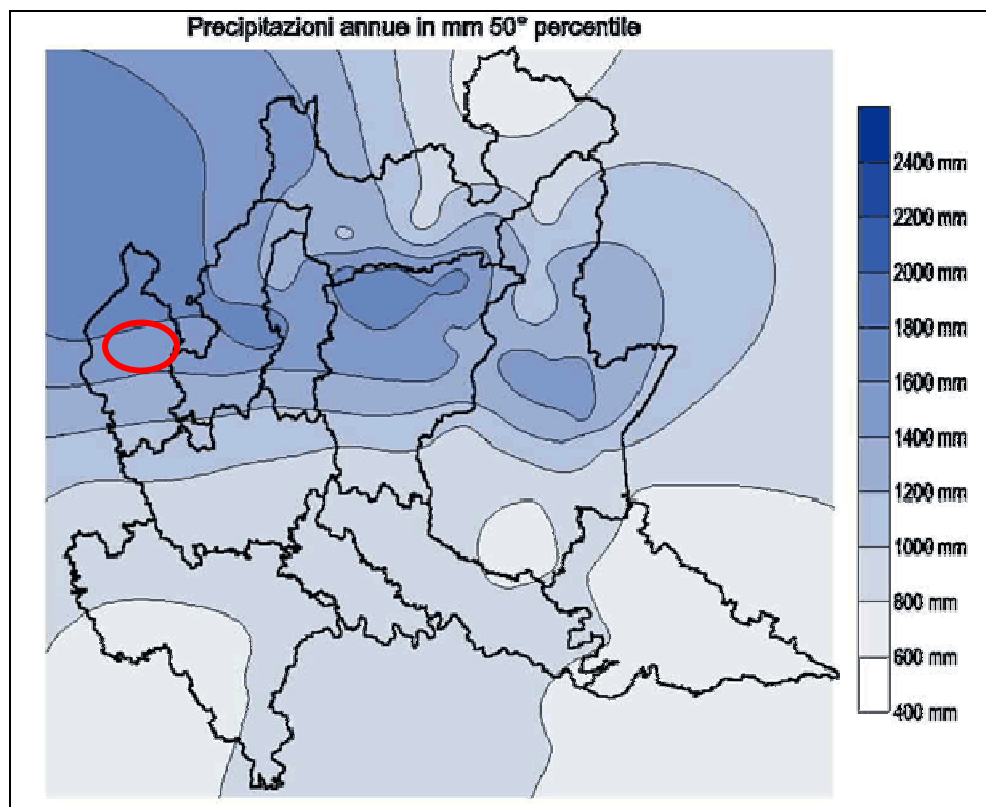 Precipitazioni annue in mm 50° percentile
2400 mm
2200 mm
2000 mm
1800 mm
1600 mm
1400 mm
1200 mm
1000 mm
800 mm
600 mm
400 mm